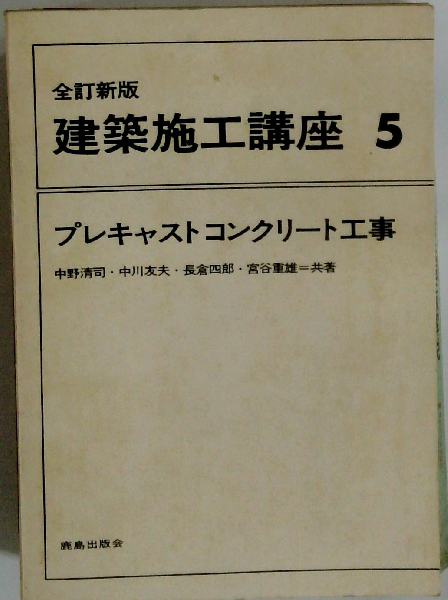 全訂新版
建築施工講座 5
プレキャストコンクリート工事
中野清司・中川友夫・長倉四郎・宮谷重雄=共著
鹿島出版会